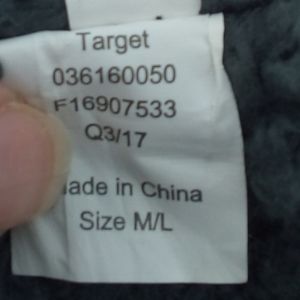 Target
036160050
F16907533
Q3/17
ade in China
Size M/L